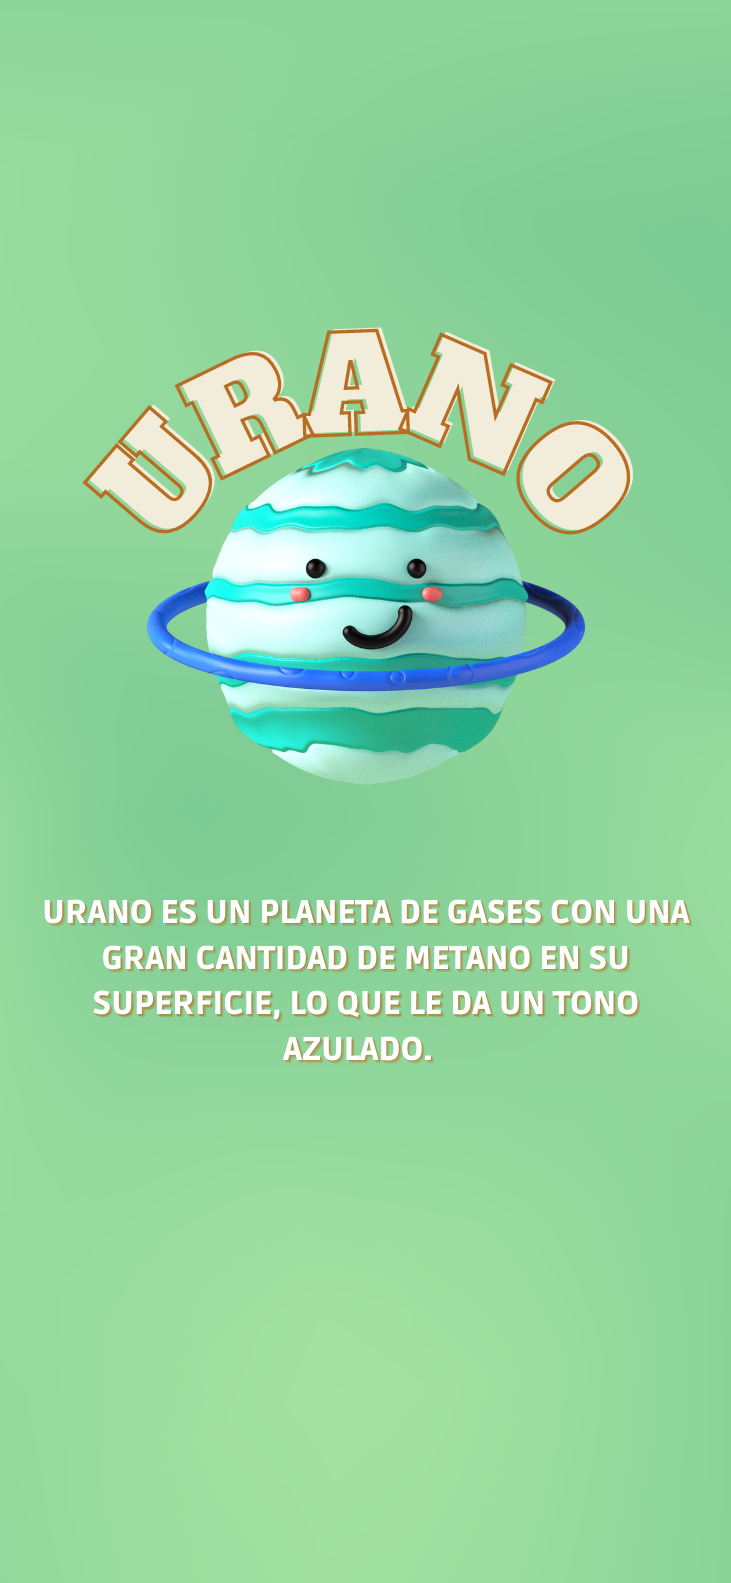 URANO
URANO ES UN PLANETA DE GASES CON UNA
GRAN CANTIDAD DE METANO EN SU
SUPERFICIE, LO QUE LE DA UN TONO
AZULADO.